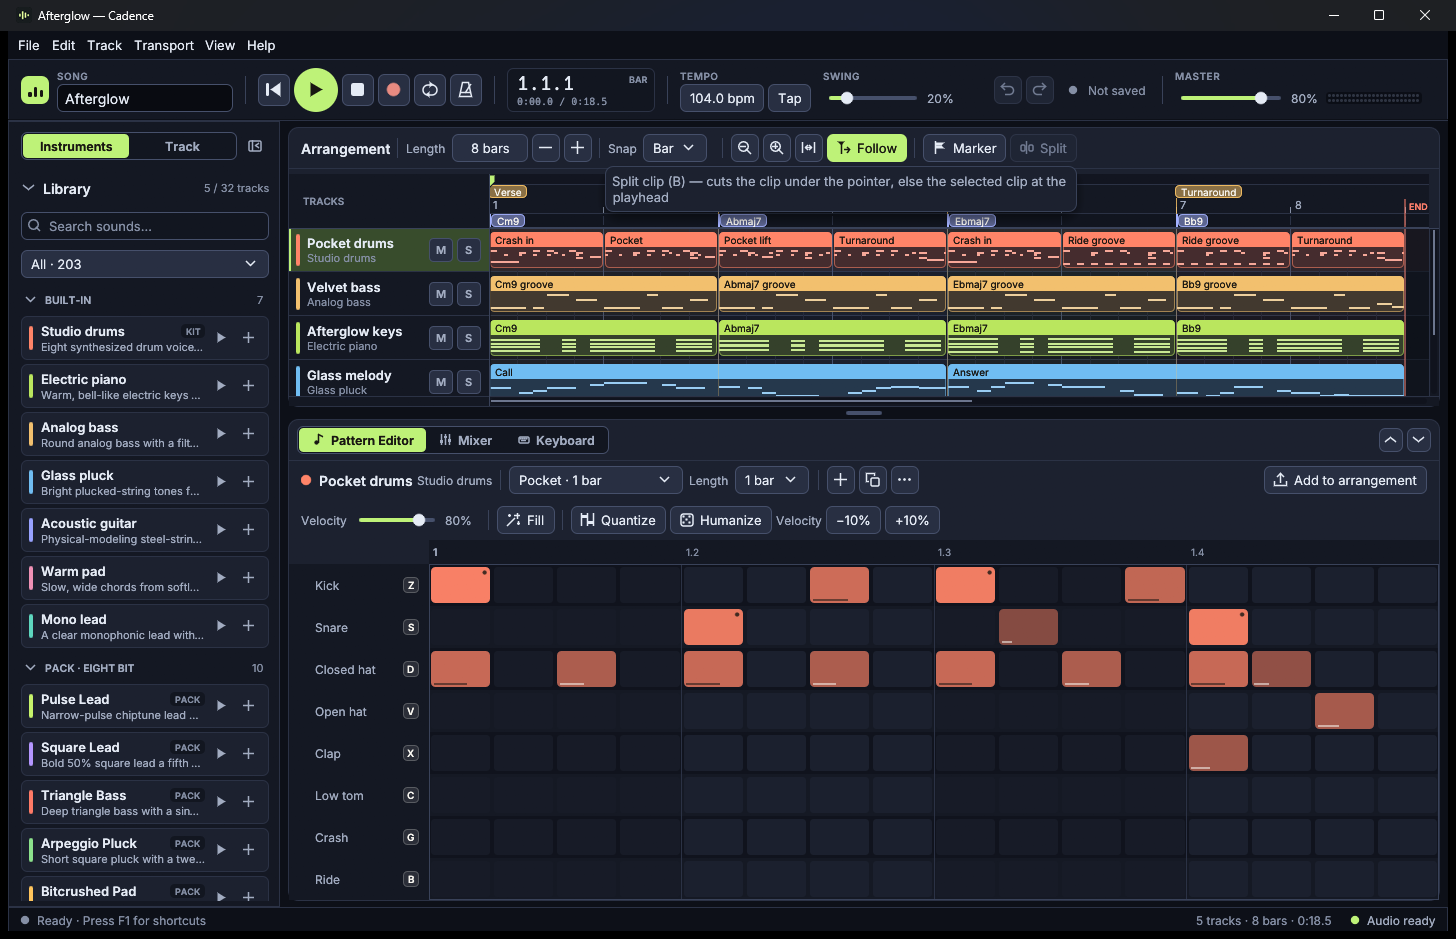 Afterglow — Cadence
File Edit Track Transport View Help
SONG
Afterglow
1.1.1 BAR
0:00.0 / 0:18.5
TEMPO
104.0 bpm Tap
SWING
20%
Not saved
MASTER
80%
Instruments Track
Library 5 / 32 tracks
Search sounds...
All · 203
BUILT-IN 7
Studio drums KIT
Eight synthesized drum voice...
Electric piano
Warm, bell-like electric keys ...
Analog bass
Round analog bass with a filt...
Glass pluck
Bright plucked-string tones f...
Acoustic guitar
Physical-modeling steel-strin...
Warm pad
Slow, wide chords from softl...
Mono lead
A clear monophonic lead with...
PACK · EIGHT BIT 10
Pulse Lead PACK
Narrow-pulse chiptune lead ...
Square Lead PACK
Bold 50% square lead a fifth ...
Triangle Bass PACK
Deep triangle bass with a sin...
Arpeggio Pluck PACK
Short square pluck with a twe...
Bitcrushed Pad PACK
Arrangement Length 8 bars Snap Bar Follow Marker Split
Split clip (B) — cuts the clip under the pointer, else the selected clip at the
playhead
TRACKS
Verse Turnaround
1 7 8 END
Cm9 Abmaj7 Ebmaj7 Bb9
Pocket drums M S
Studio drums
Crash in Pocket Pocket lift Turnaround Crash in Ride groove Ride groove Turnaround
Velvet bass M S
Analog bass
Cm9 groove Abmaj7 groove Ebmaj7 groove Bb9 groove
Afterglow keys M S
Electric piano
Cm9 Abmaj7 Ebmaj7 Bb9
Glass melody M S
Glass pluck
Call Answer
Pattern Editor Mixer Keyboard
Pocket drums Studio drums Pocket · 1 bar Length 1 bar Add to arrangement
Velocity 80% Fill Quantize Humanize Velocity −10% +10%
1 1.2 1.3 1.4
Kick Z
Snare S
Closed hat D
Open hat V
Clap X
Low tom C
Crash G
Ride B
Ready · Press F1 for shortcuts
5 tracks · 8 bars · 0:18.5 Audio ready